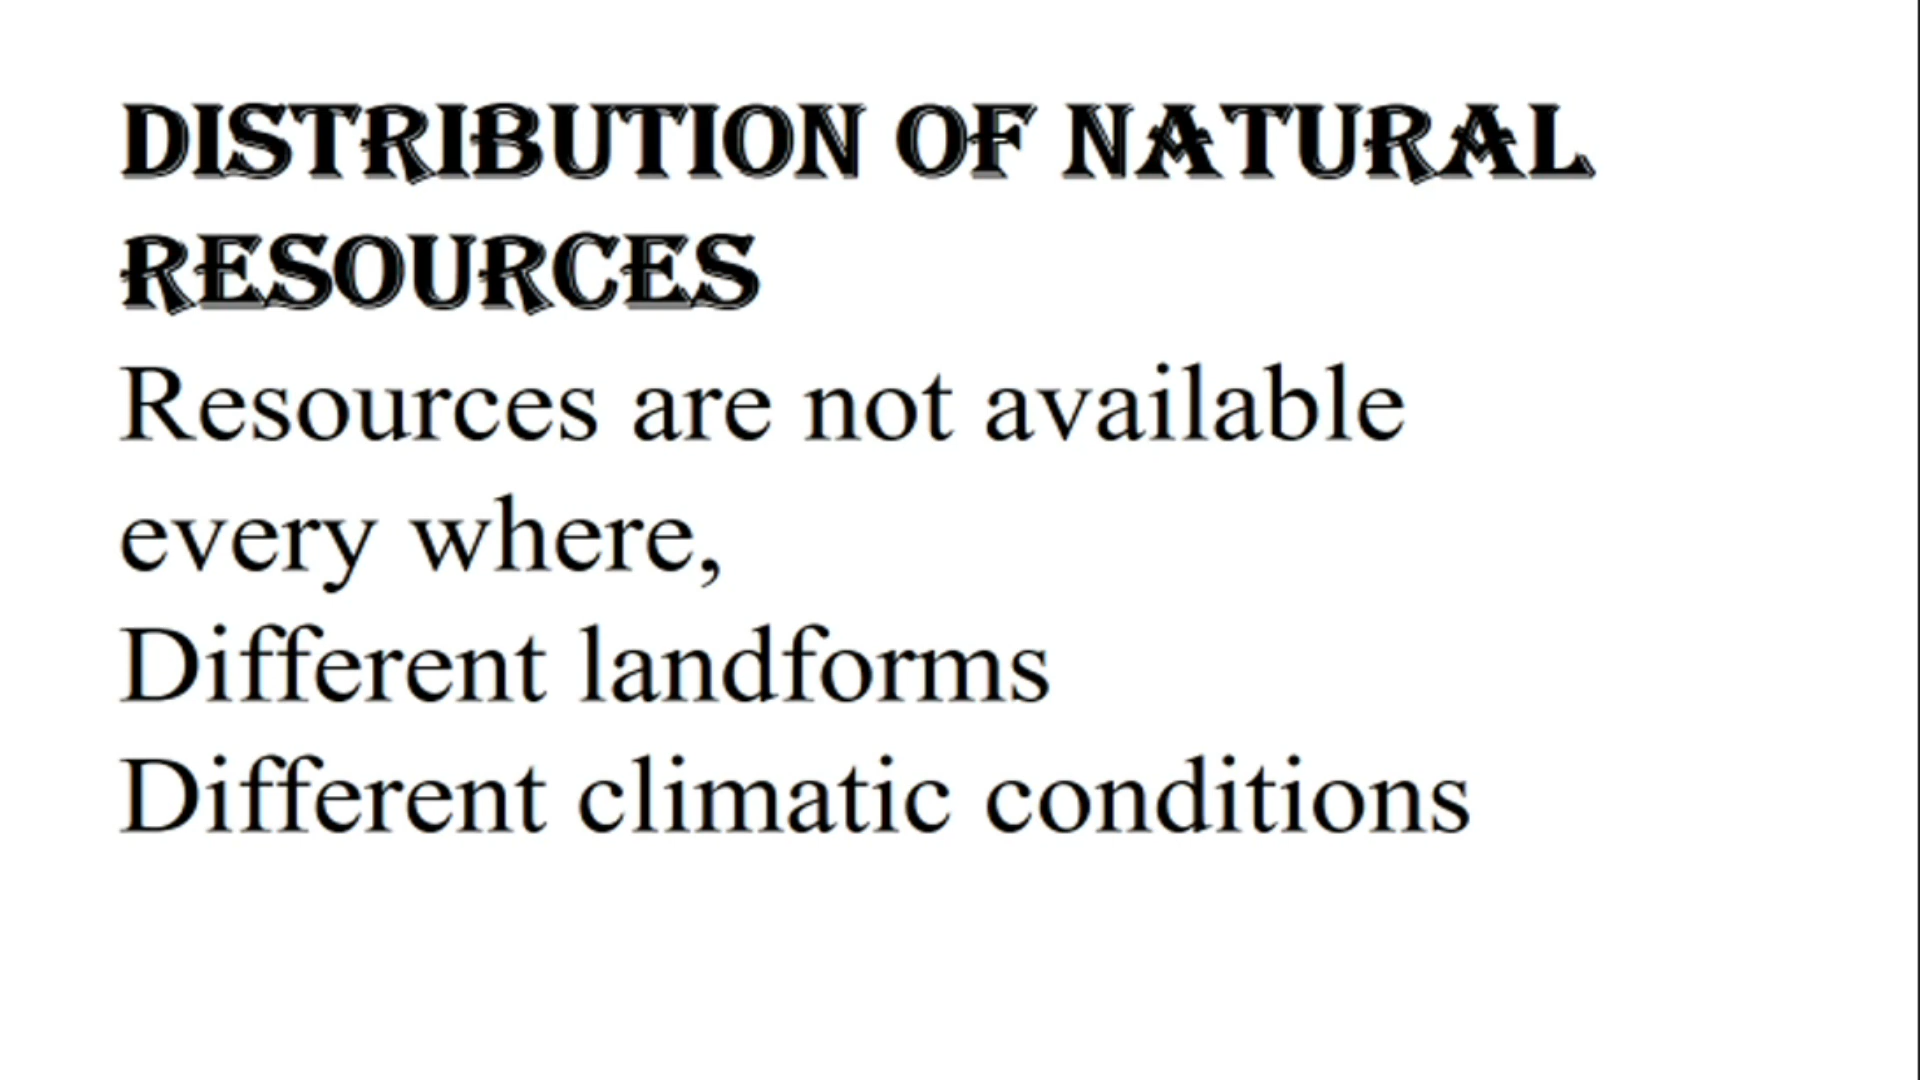 DISTRIBUTION OF NATURAL
RESOURCES
Resources are not available
every where,
Different landforms
Different climatic conditions